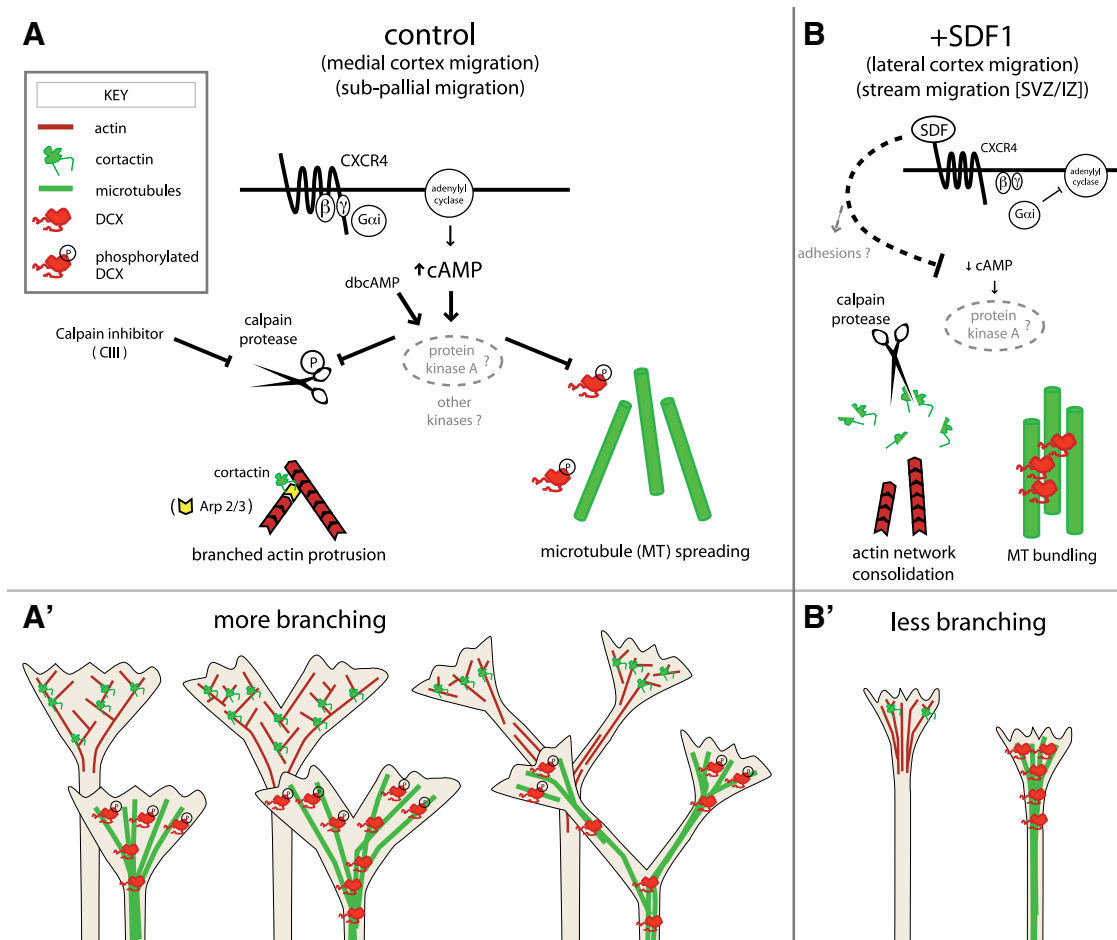 A
control
(medial cortex migration)
(sub-pallial migration)
KEY
actin
cortactin
microtubules
DCX
P
phosphorylated
DCX
CXCR4
β
γ
Gαi
adenylyl
cyclase
↑cAMP
dbcAMP
Calpain inhibitor
(CIII)
calpain
protease
P
protein
kinase A ?
other
kinases ?
P
P
cortactin
( Arp 2/3)
branched actin protrusion
microtubule (MT) spreading
B
+SDF1
(lateral cortex migration)
(stream migration [SVZ/IZ])
SDF
CXCR4
β γ
Gαi
adenylyl
cyclase
adhesions ?
↓ cAMP
protein
kinase A ?
calpain
protease
actin network
consolidation
MT bundling
A'
more branching
P
P
P
P
P
P
P
P
P
P
P
B'
less branching